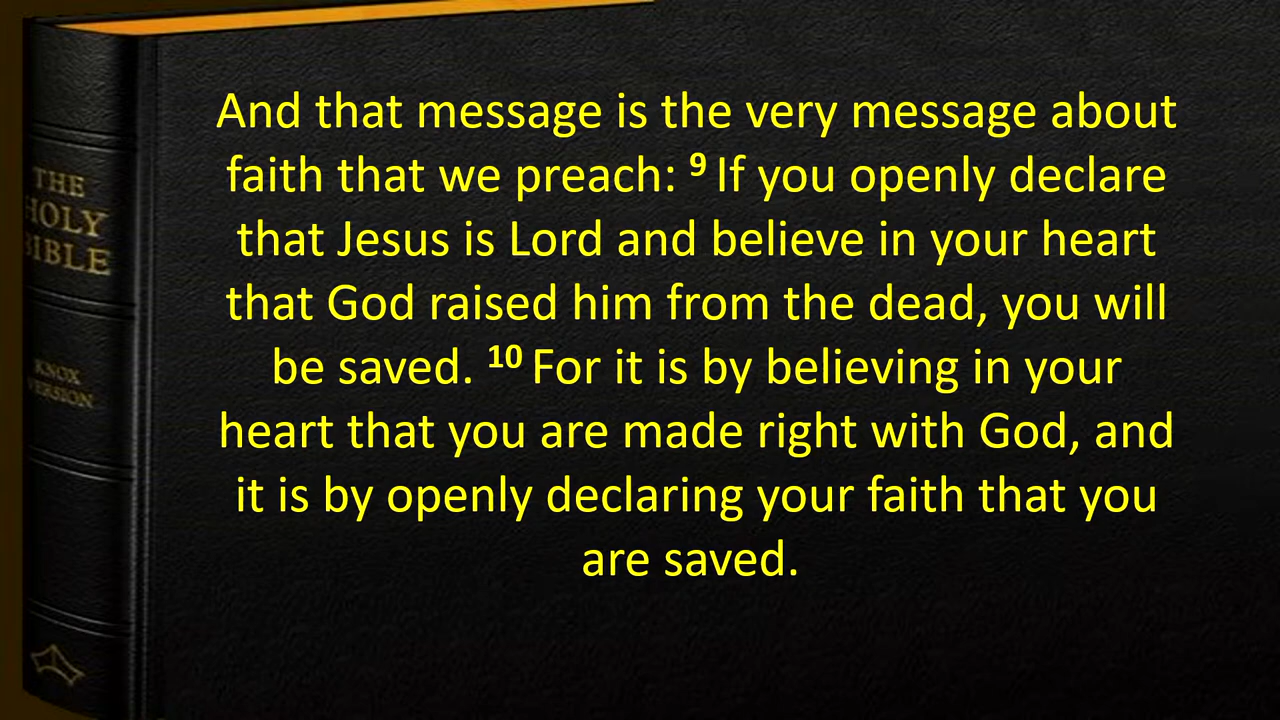 THE
HOLY
BIBLE
KNOX
VERSION
And that message is the very message about
faith that we preach: ⁹ If you openly declare
that Jesus is Lord and believe in your heart
that God raised him from the dead, you will
be saved. ¹⁰ For it is by believing in your
heart that you are made right with God, and
it is by openly declaring your faith that you
are saved.